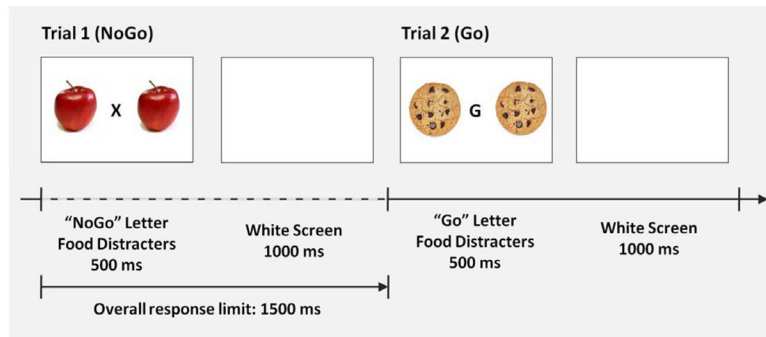 Trial 1 (NoGo)
Trial 2 (Go)
X
G
“NoGo” Letter
Food Distracters
500 ms
White Screen
1000 ms
“Go” Letter
Food Distracters
500 ms
White Screen
1000 ms
Overall response limit: 1500 ms